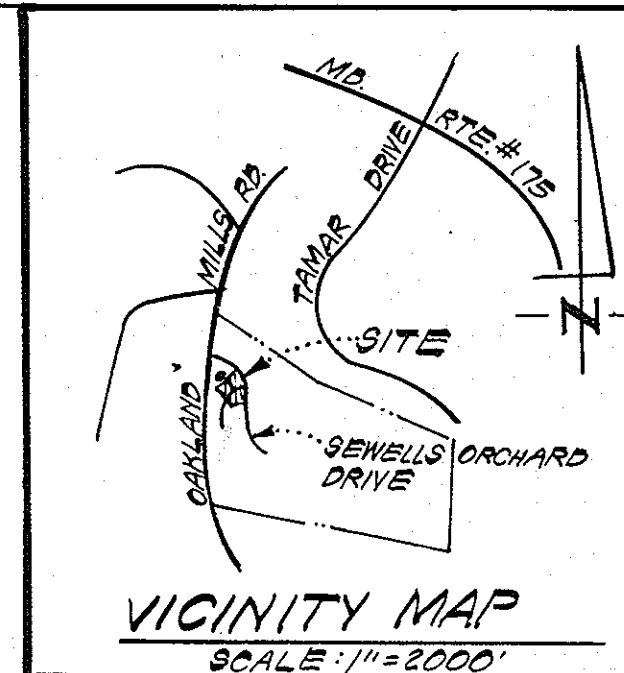 MD. RTE. #175
TAMAR DRIVE
OAKLAND MILLS RD.
N
SITE
SEWELLS ORCHARD
DRIVE
VICINITY MAP
SCALE: 1"=2000'